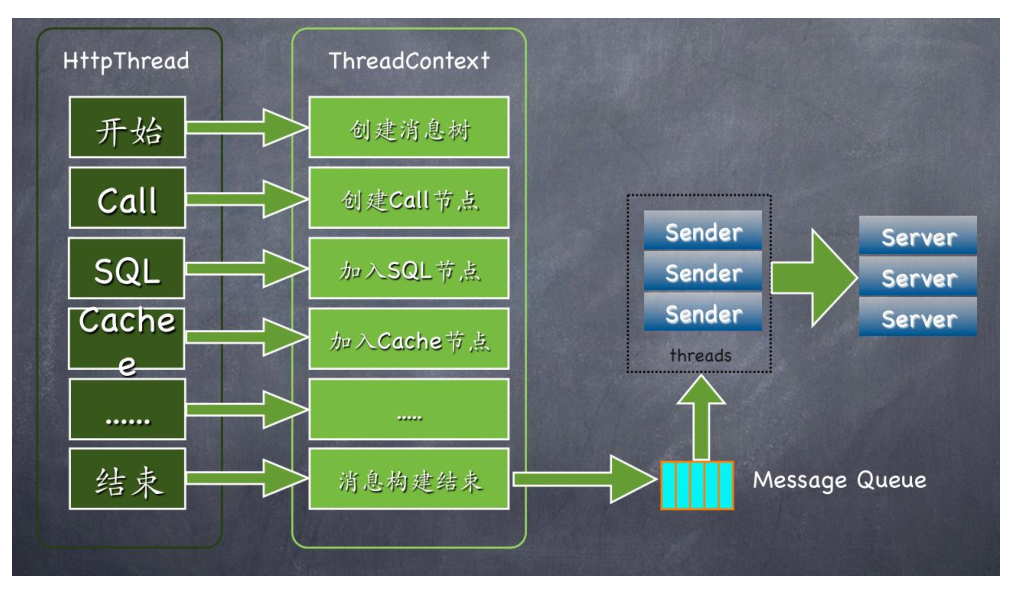 HttpThread
ThreadContext
开始
创建消息树
Call
创建Call节点
SQL
加入SQL节点
Cache
e
加入Cache节点
......
.....
结束
消息构建结束
Sender
Sender
Sender
threads
Server
Server
Server
Message Queue